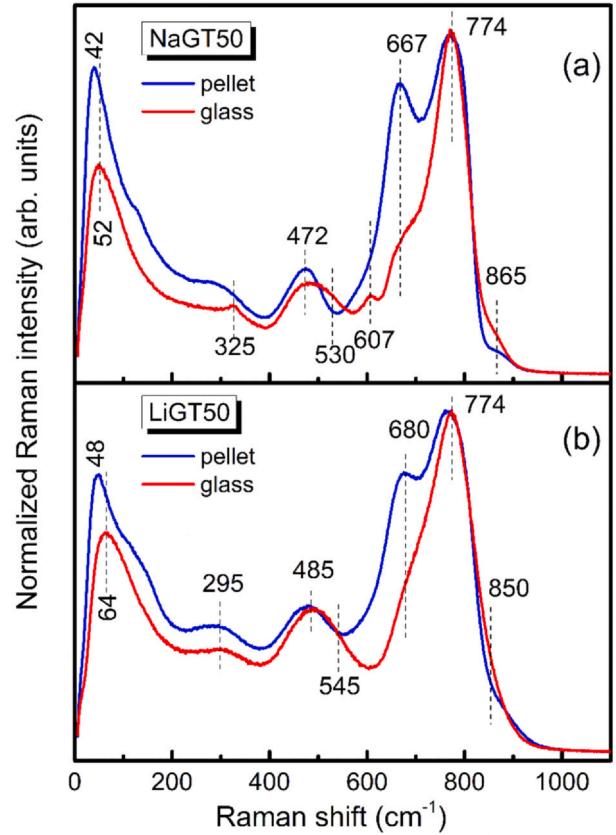 42
NaGT50
pellet
glass
667
774
(a)
52
472
865
325
530
607
Normalized Raman intensity (arb. units)
48
LiGT50
pellet
glass
680
774
(b)
64
295
485
850
545
0 200 400 600 800 1000
Raman shift (cm⁻¹)